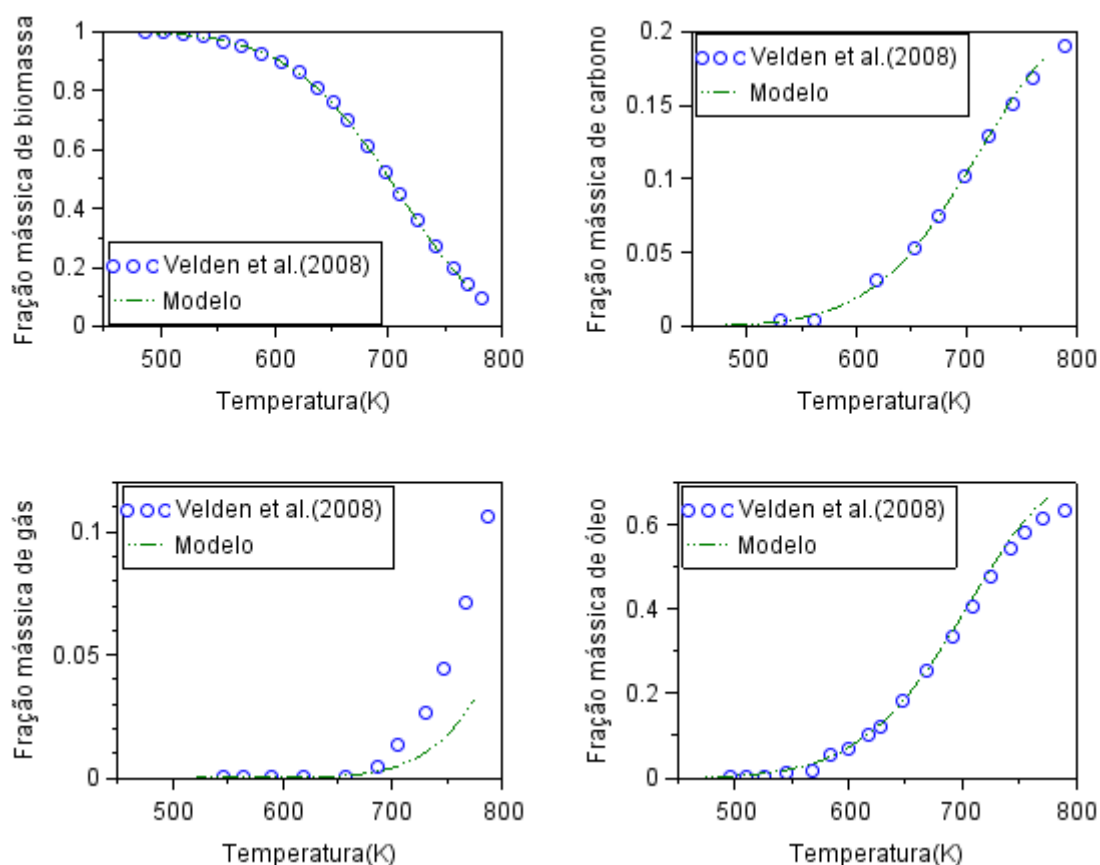 Fração mássica de biomassa
1
0.8
0.6
0.4
0.2
0
Velden et al.(2008)
Modelo
500 600 700 800
Temperatura(K)
Fração mássica de carbono
0.2
0.15
0.1
0.05
0
Velden et al.(2008)
Modelo
500 600 700 800
Temperatura(K)
Fração mássica de gás
0.1
0.05
0
Velden et al.(2008)
Modelo
500 600 700 800
Temperatura(K)
Fração mássica de óleo
0.6
0.4
0.2
0
Velden et al.(2008)
Modelo
500 600 700 800
Temperatura(K)